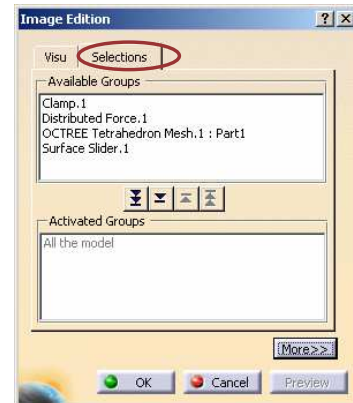 Image Edition
Visu
Selections
Available Groups
Clamp.1
Distributed Force.1
OCTREE Tetrahedron Mesh.1 : Part1
Surface Slider.1
Activated Groups
All the model
More>>
OK
Cancel
Preview